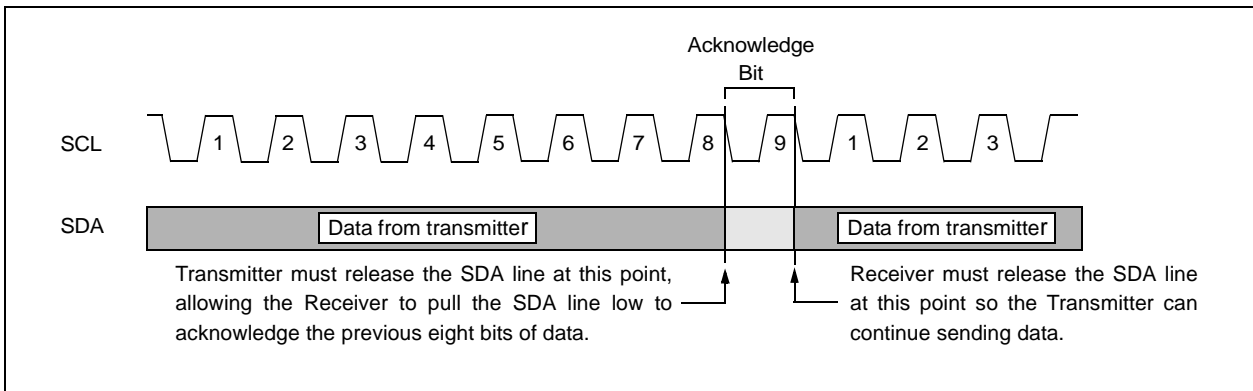 Acknowledge
Bit
SCL
1 2 3 4 5 6 7 8 9 1 2 3
SDA
Data from transmitter
Data from transmitter
Transmitter must release the SDA line at this point,
allowing the Receiver to pull the SDA line low to
acknowledge the previous eight bits of data.
Receiver must release the SDA line
at this point so the Transmitter can
continue sending data.